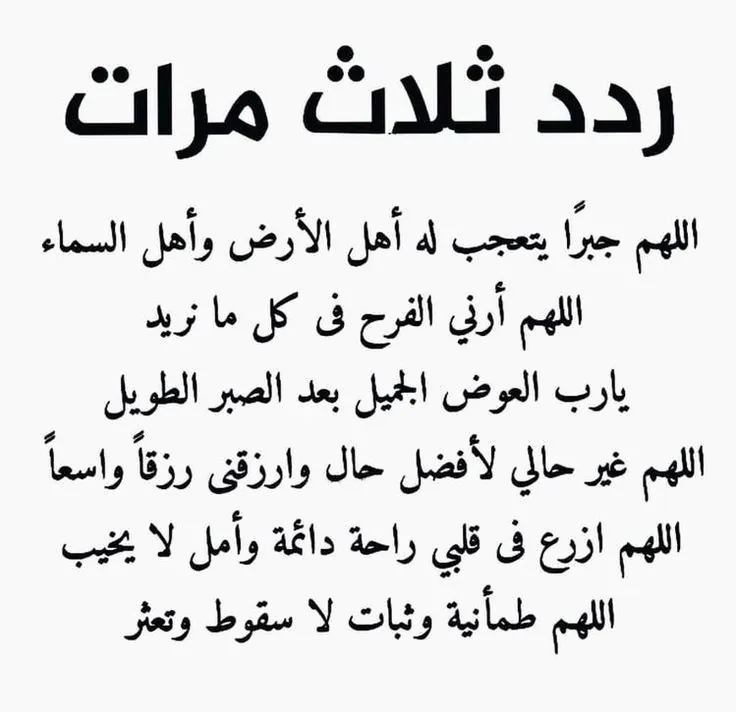 ردد ثلاث مرات
اللهم جبرًا يتعجب له أهل الأرض وأهل السماء
اللهم أرني الفرح فى كل ما نريد
يارب العوض الجميل بعد الصبر الطويل
اللهم غير حالي لأفضل حال وارزقنى رزقاً واسعاً
اللهم ازرع فى قلبي راحة دائمة وأمل لا يخيب
اللهم طمأنية وثبات لا سقوط وتعثر